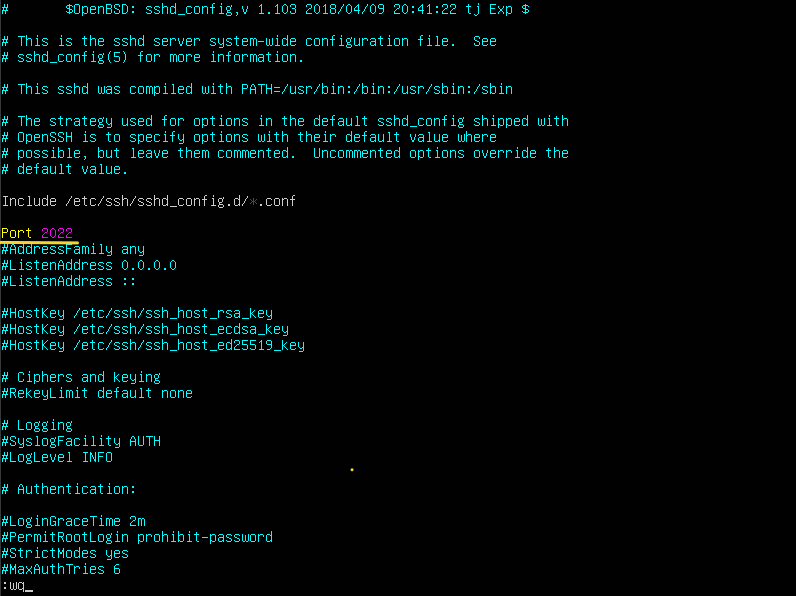 #       $OpenBSD: sshd_config,v 1.103 2018/04/09 20:41:22 tj Exp $
# This is the sshd server system-wide configuration file.  See
# sshd_config(5) for more information.
# This sshd was compiled with PATH=/usr/bin:/bin:/usr/sbin:/sbin
# The strategy used for options in the default sshd_config shipped with
# OpenSSH is to specify options with their default value where
# possible, but leave them commented.  Uncommented options override the
# default value.
Include /etc/ssh/sshd_config.d/*.conf
Port 2022
#AddressFamily any
#ListenAddress 0.0.0.0
#ListenAddress ::
#HostKey /etc/ssh/ssh_host_rsa_key
#HostKey /etc/ssh/ssh_host_ecdsa_key
#HostKey /etc/ssh/ssh_host_ed25519_key
# Ciphers and keying
#RekeyLimit default none
# Logging
#SyslogFacility AUTH
#LogLevel INFO
# Authentication:
#LoginGraceTime 2m
#PermitRootLogin prohibit-password
#StrictModes yes
#MaxAuthTries 6
:wq_